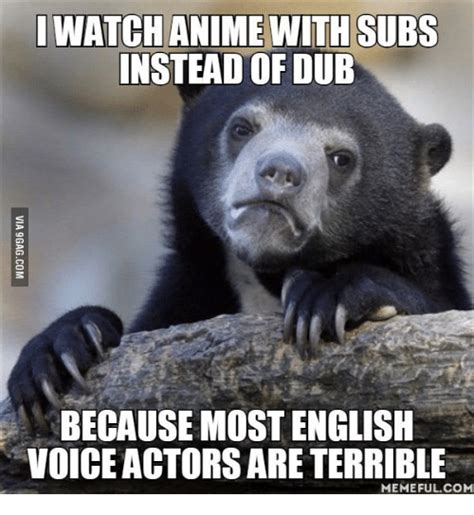 I WATCH ANIME WITH SUBS
INSTEAD OF DUB
VIA 9GAG.COM
BECAUSE MOST ENGLISH
VOICE ACTORS ARE TERRIBLE
MEMEFUL.COM